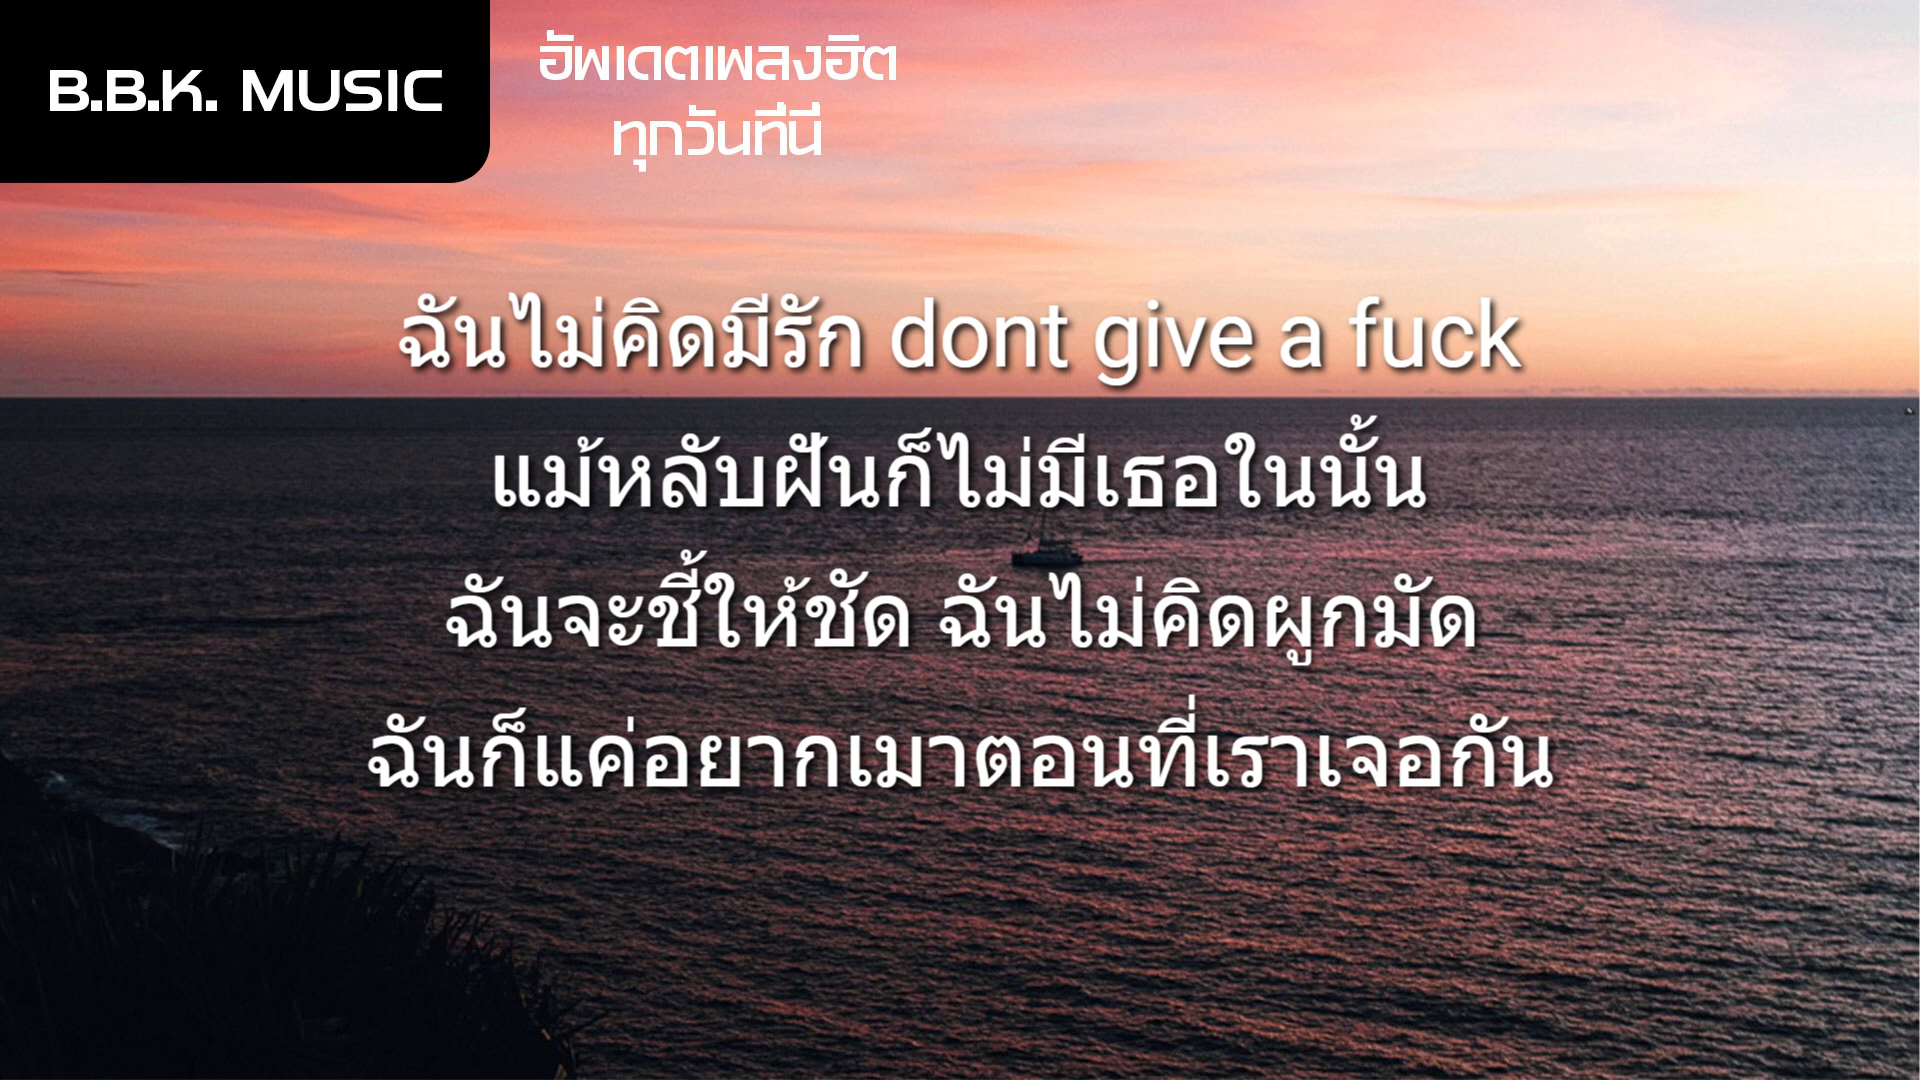 B.B.K. MUSIC
อัพเดตเพลงฮิต
ทุกวันที่นี่
ฉันไม่คิดมีรัก dont give a fuck
แม้หลับฝันก็ไม่มีเธอในนั้น
ฉันจะชี้ให้ชัด ฉันไม่คิดผูกมัด
ฉันก็แค่อยากเมาตอนที่เราเจอกัน